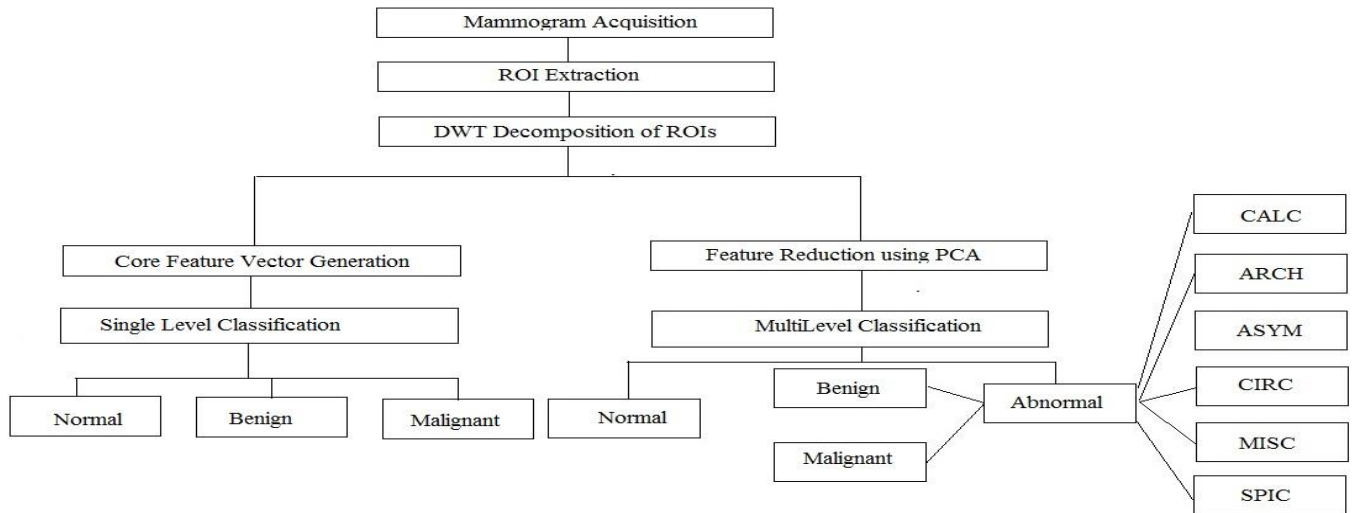 Mammogram Acquisition
ROI Extraction
DWT Decomposition of ROIs
Core Feature Vector Generation
Single Level Classification
Normal
Benign
Malignant
Feature Reduction using PCA
MultiLevel Classification
Normal
Benign
Malignant
Abnormal
CALC
ARCH
ASYM
CIRC
MISC
SPIC